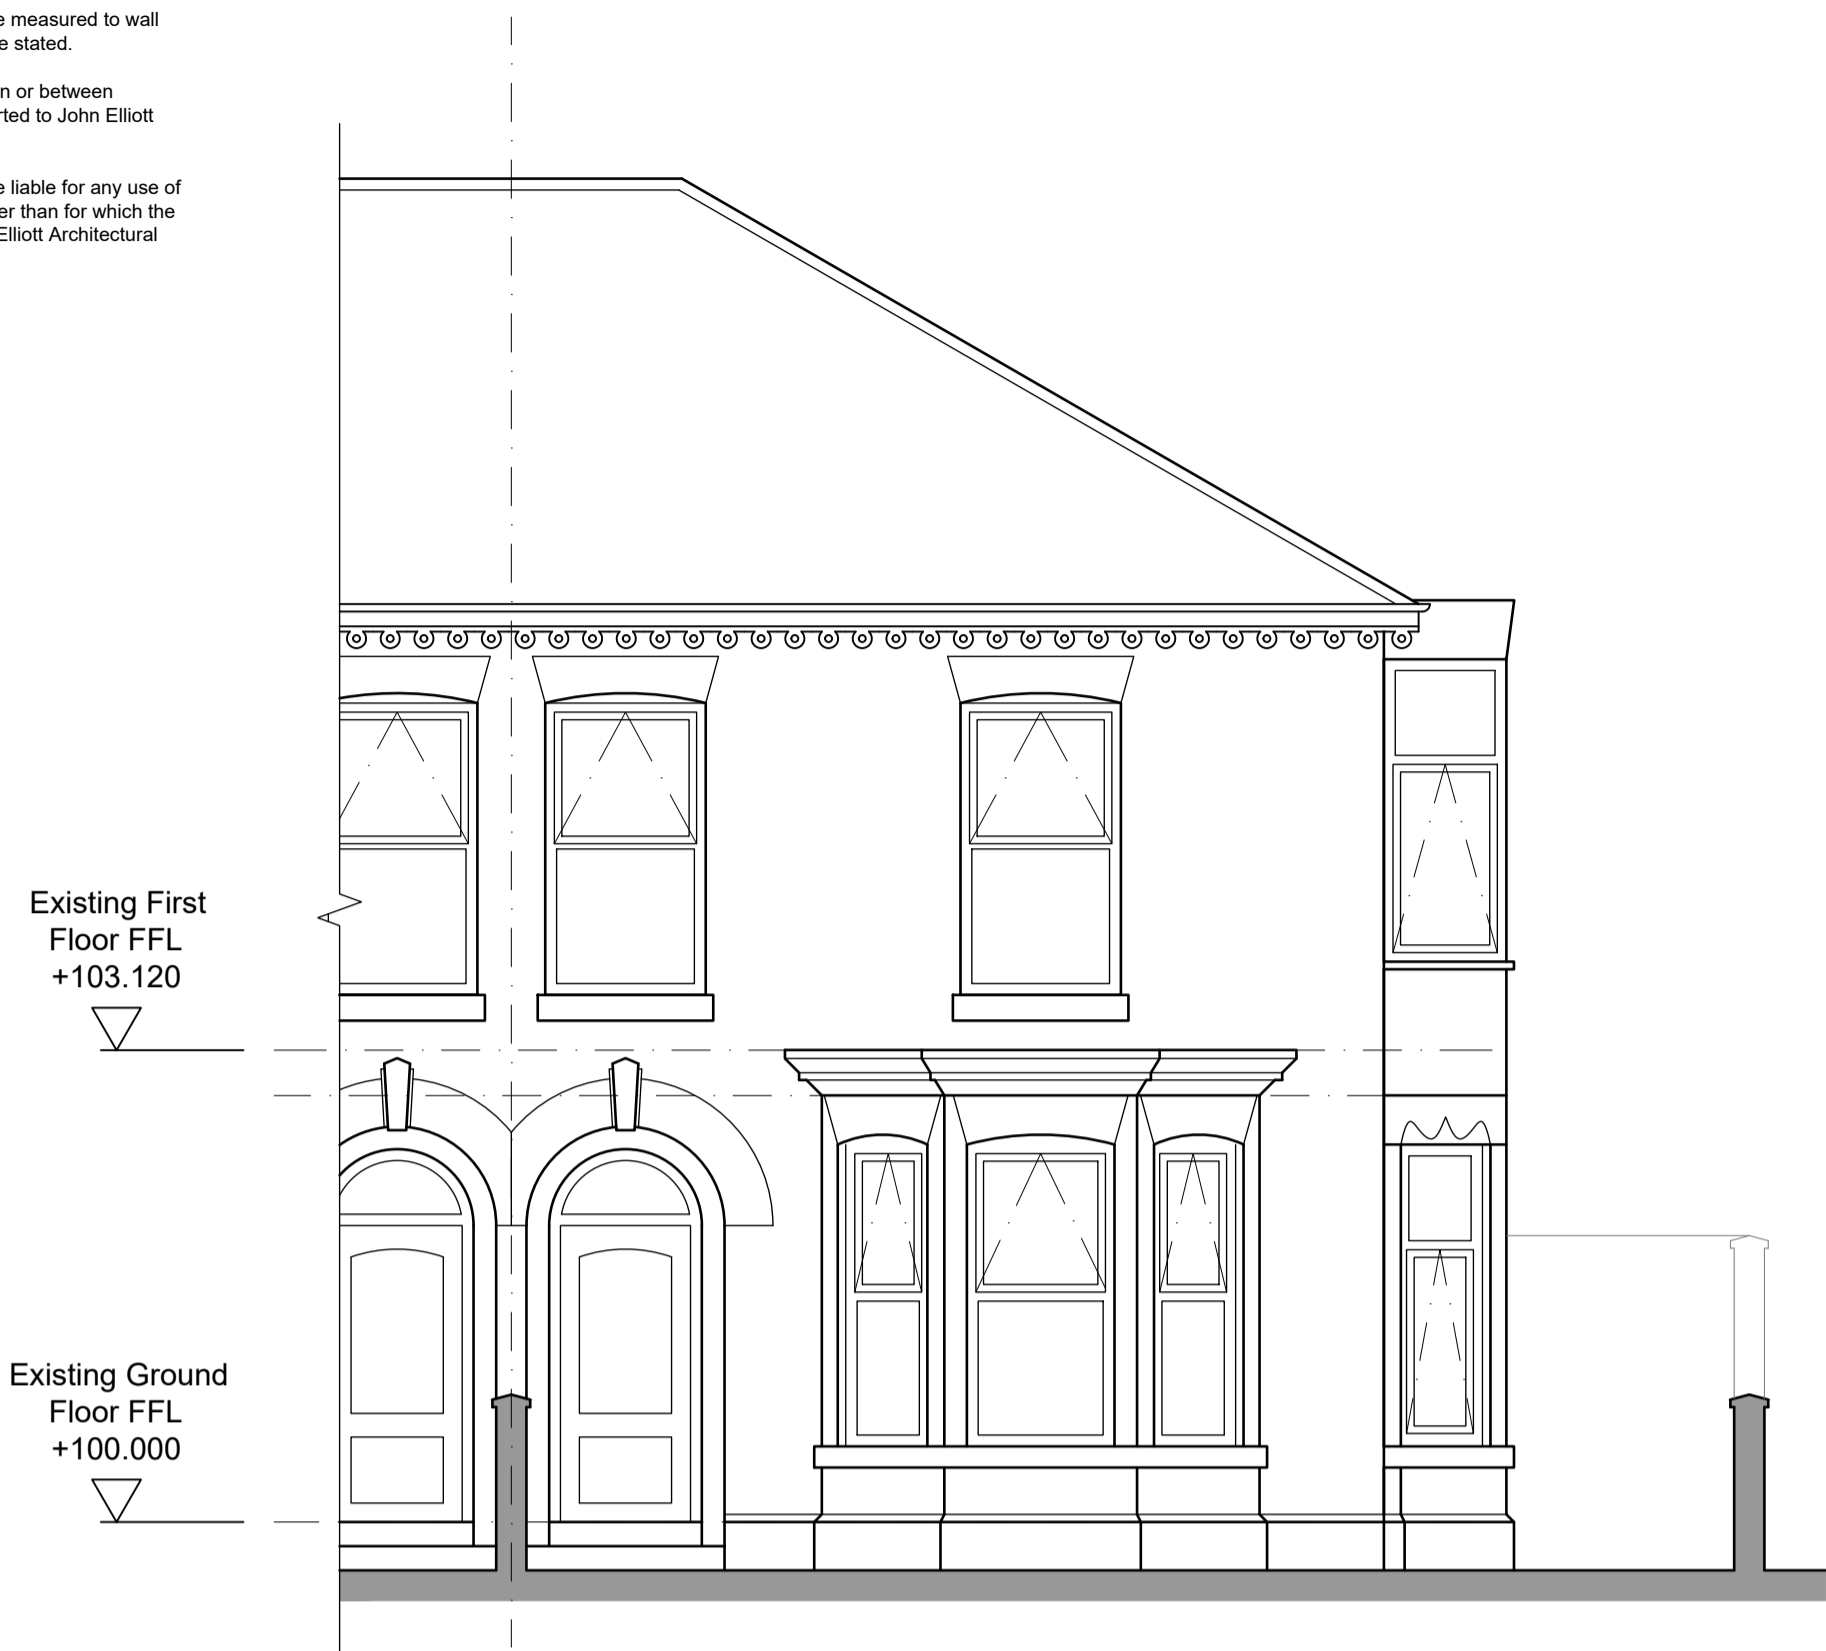 e measured to wall
e stated.
n or between
rted to John Elliott
e liable for any use of
er than for which the
Elliott Architectural
Existing First
Floor FFL
+103.120
Existing Ground
Floor FFL
+100.000